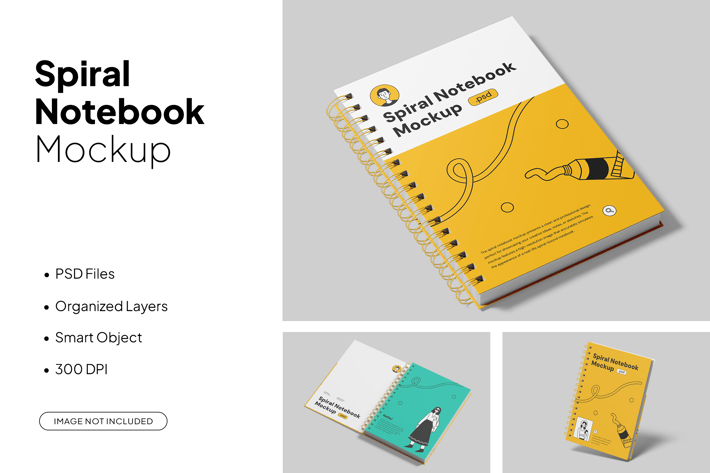 Spiral
Notebook
Mockup
• PSD Files
• Organized Layers
• Smart Object
• 300 DPI
IMAGE NOT INCLUDED
Spiral Notebook
Mockup .psd
Spiral Notebook
Mockup
Spiral Notebook
Mockup .psd